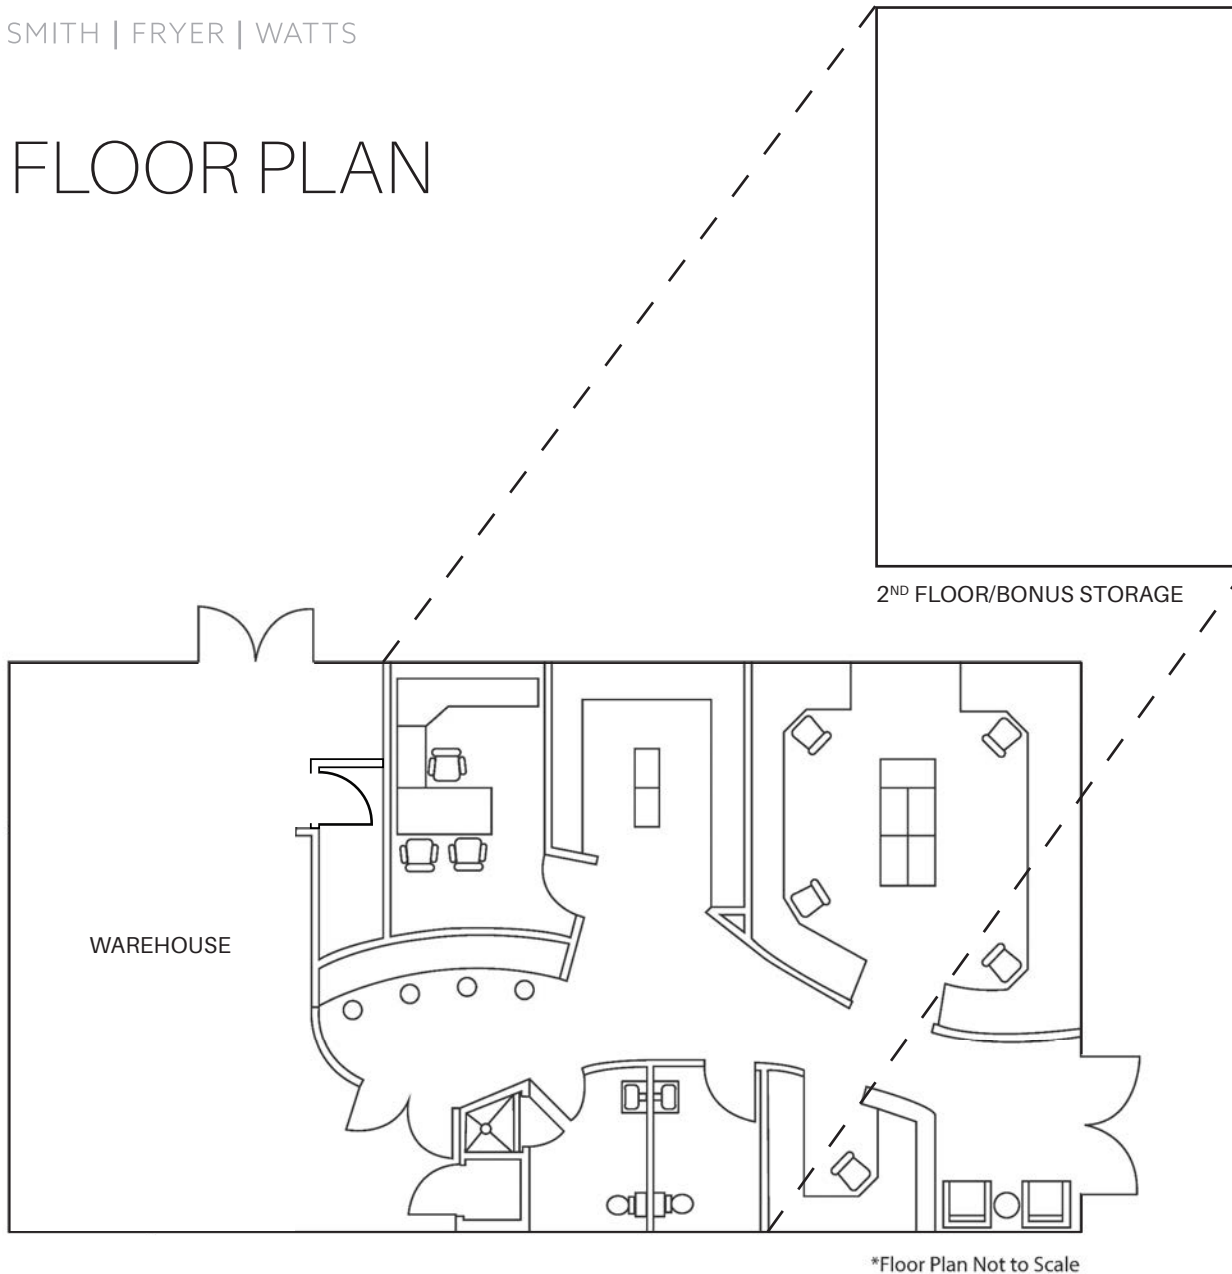 SMITH | FRYER | WATTS
FLOOR PLAN
2ND FLOOR/BONUS STORAGE
WAREHOUSE
*Floor Plan Not to Scale